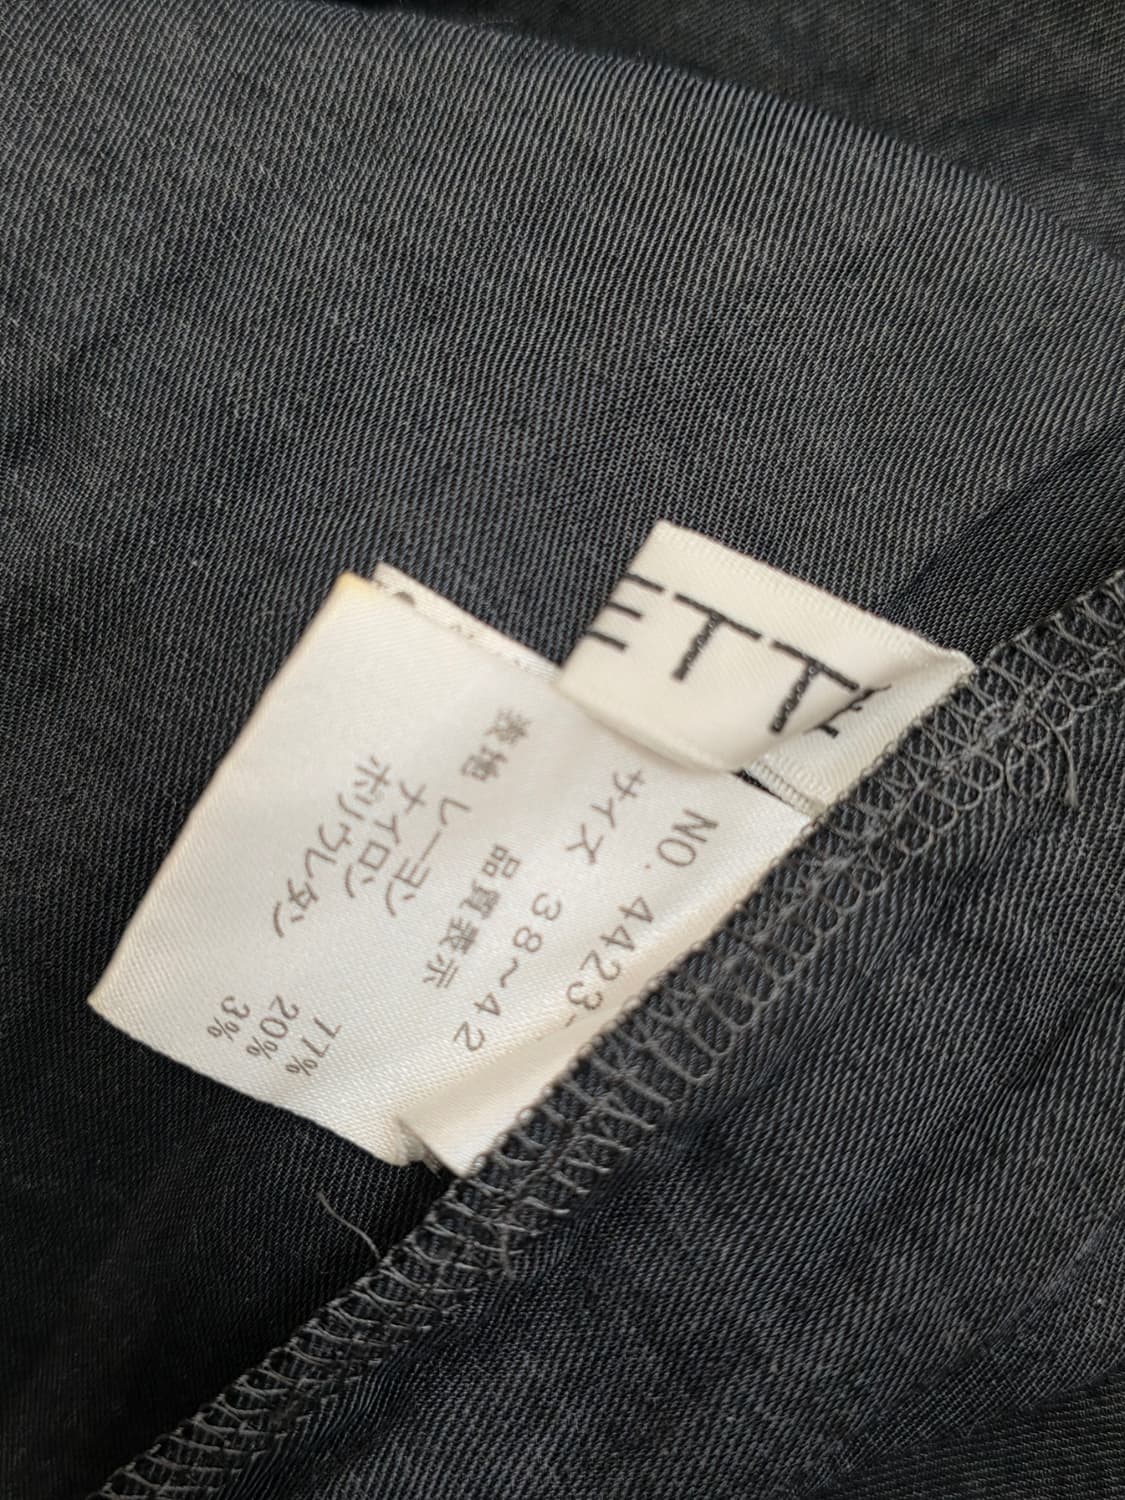 ETT
NO. 4423-
サイズ 38~42
品質表示
表地 レーヨン 77%
ナイロン 20%
ポリウレタン 3%